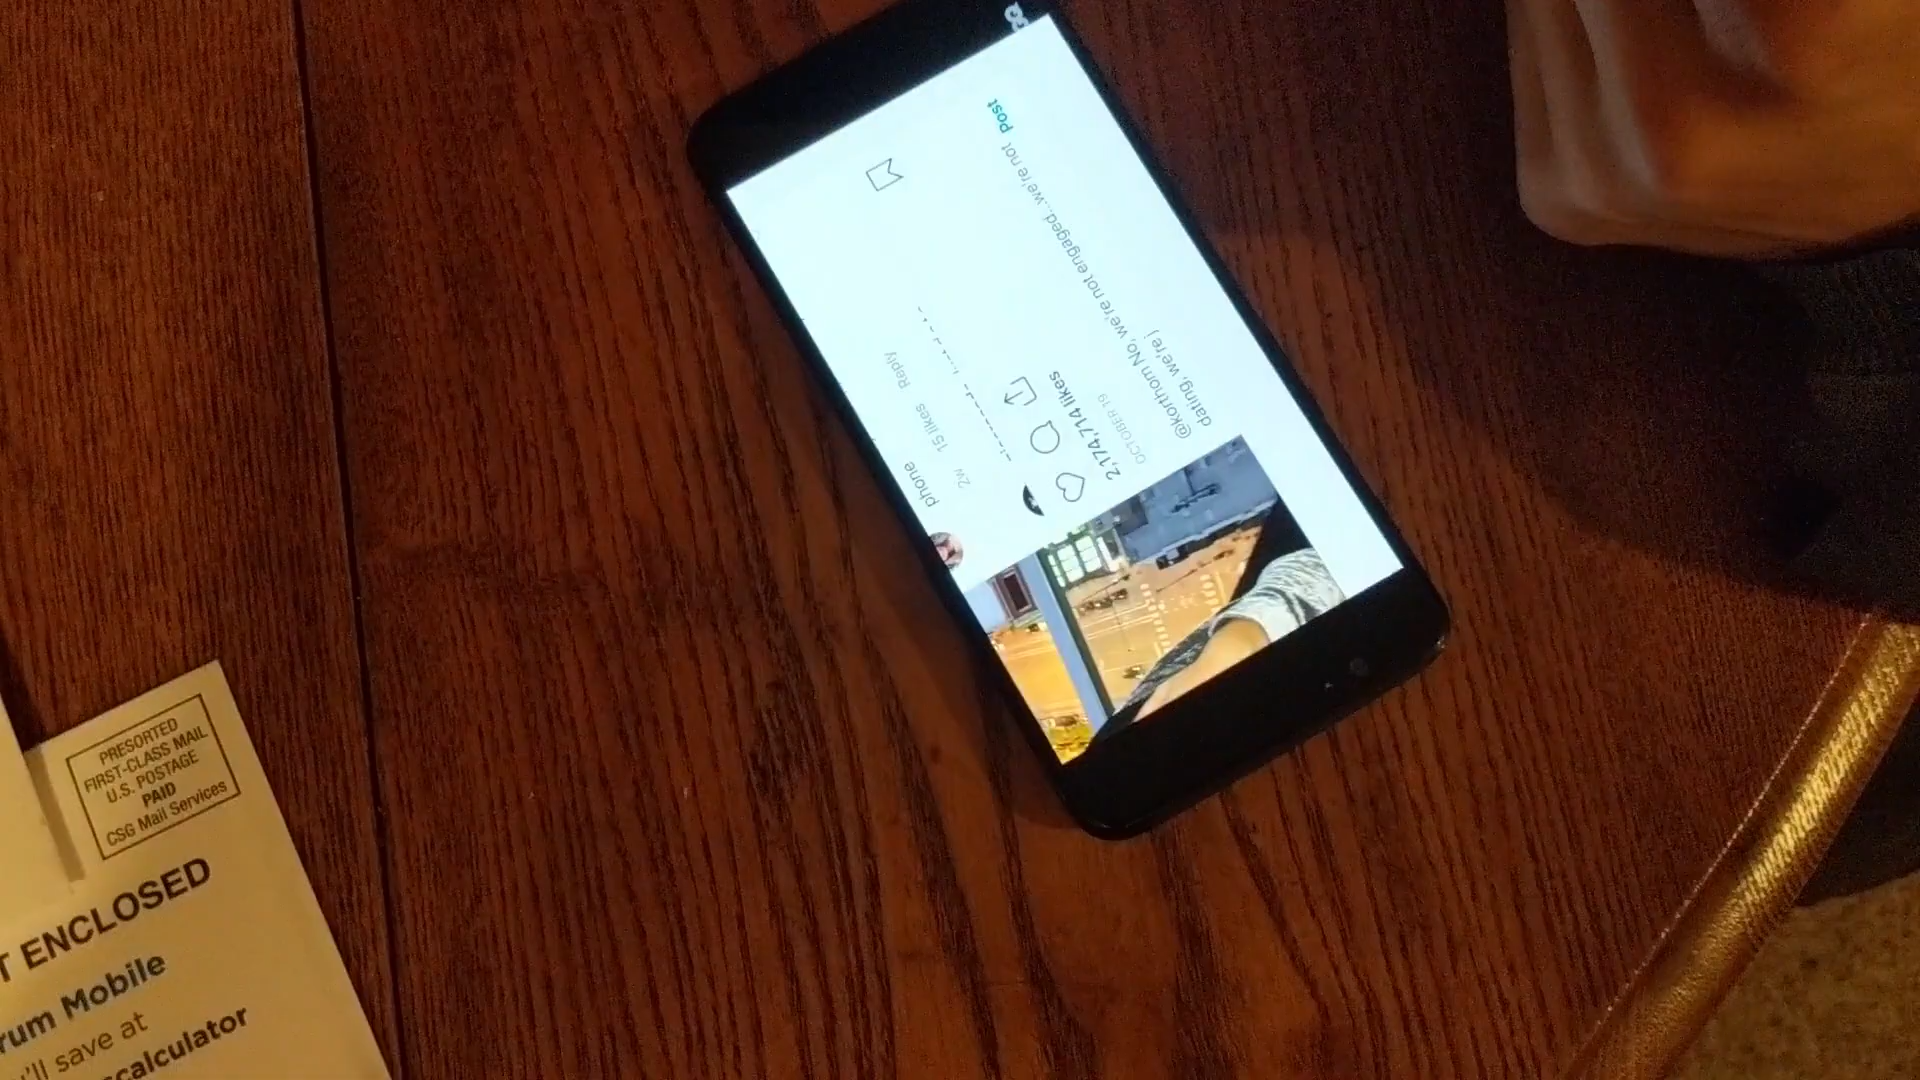 Post
@korthom No, we're not engaged...we're not
dating, we're j
OCTOBER 19
2,174,714 likes
2w 15 likes Reply
phone
PRESORTED
FIRST-CLASS MAIL
U.S. POSTAGE
PAID
CSG Mail Services
T ENCLOSED
rum Mobile
'll save at
calculator